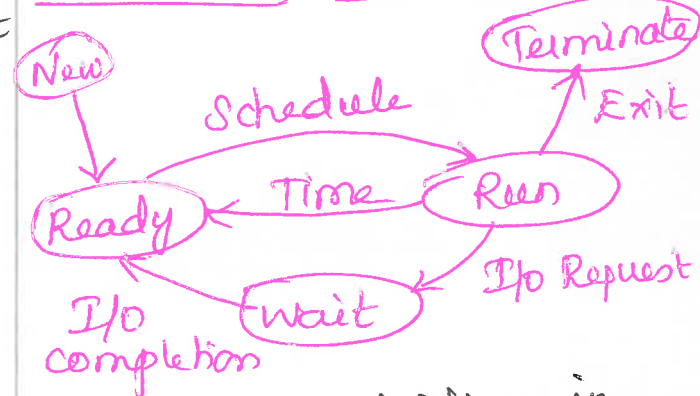 New
Terminate
Schedule
Exit
Ready
Time
Run
I/o Request
Wait
I/o
completion